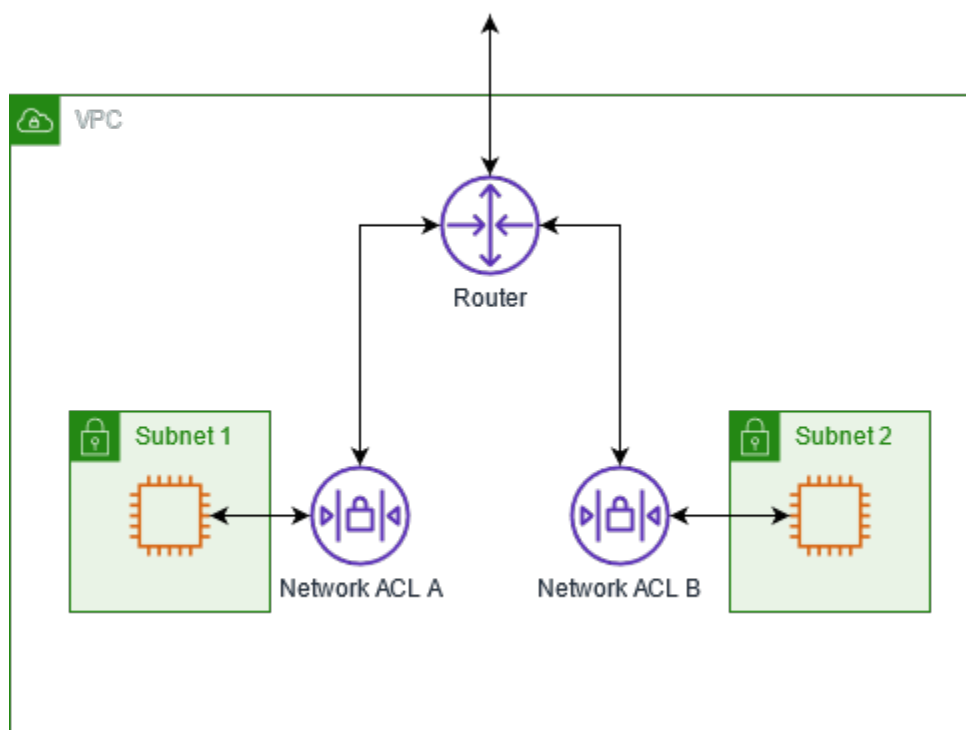 VPC
Router
Subnet 1
Subnet 2
Network ACL A
Network ACL B